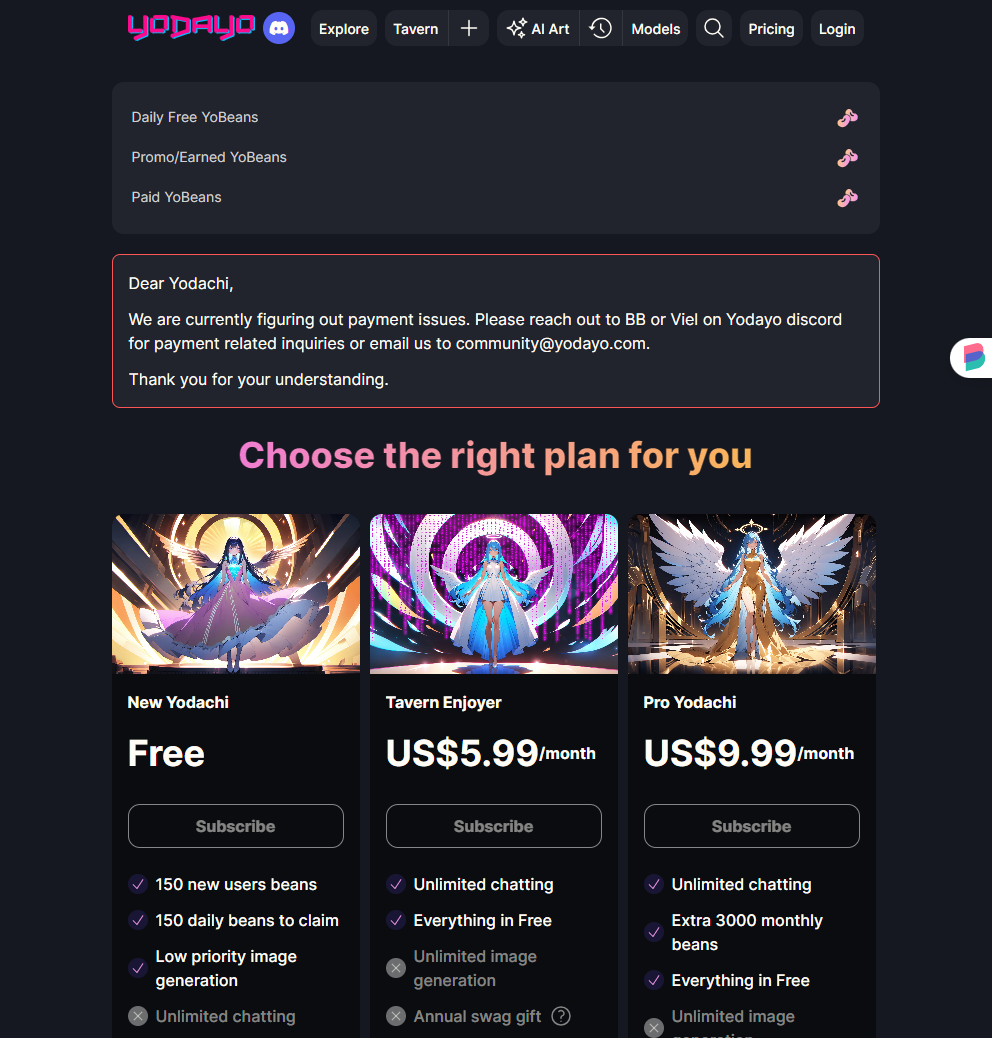 YODAYO
Explore
Tavern
AI Art
Models
Pricing
Login
Daily Free YoBeans
Promo/Earned YoBeans
Paid YoBeans
Dear Yodachi,
We are currently figuring out payment issues. Please reach out to BB or Viel on Yodayo discord
for payment related inquiries or email us to community@yodayo.com.
Thank you for your understanding.
Choose the right plan for you
New Yodachi
Free
Subscribe
150 new users beans
150 daily beans to claim
Low priority image
generation
Unlimited chatting
Tavern Enjoyer
US$5.99/month
Subscribe
Unlimited chatting
Everything in Free
Unlimited image
generation
Annual swag gift ?
Pro Yodachi
US$9.99/month
Subscribe
Unlimited chatting
Extra 3000 monthly
beans
Everything in Free
Unlimited image
generation